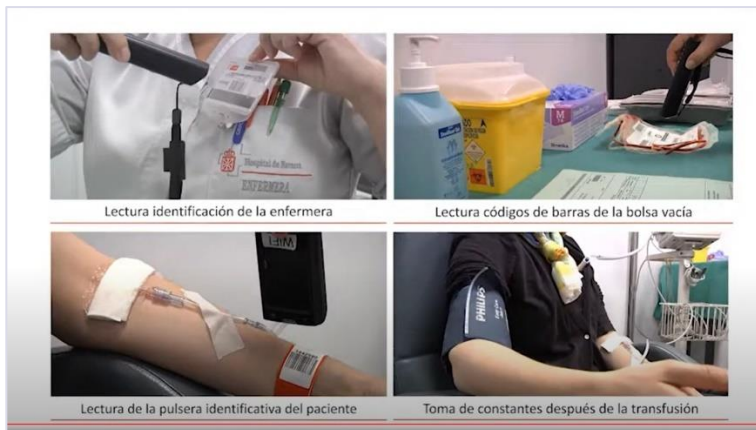 Hospital de
ENFERMERA
Lectura identificación de la enfermera
M
Lectura códigos de barras de la bolsa vacía
WIFI
Lectura de la pulsera identificativa del paciente
PHILIPS
Toma de constantes después de la transfusión